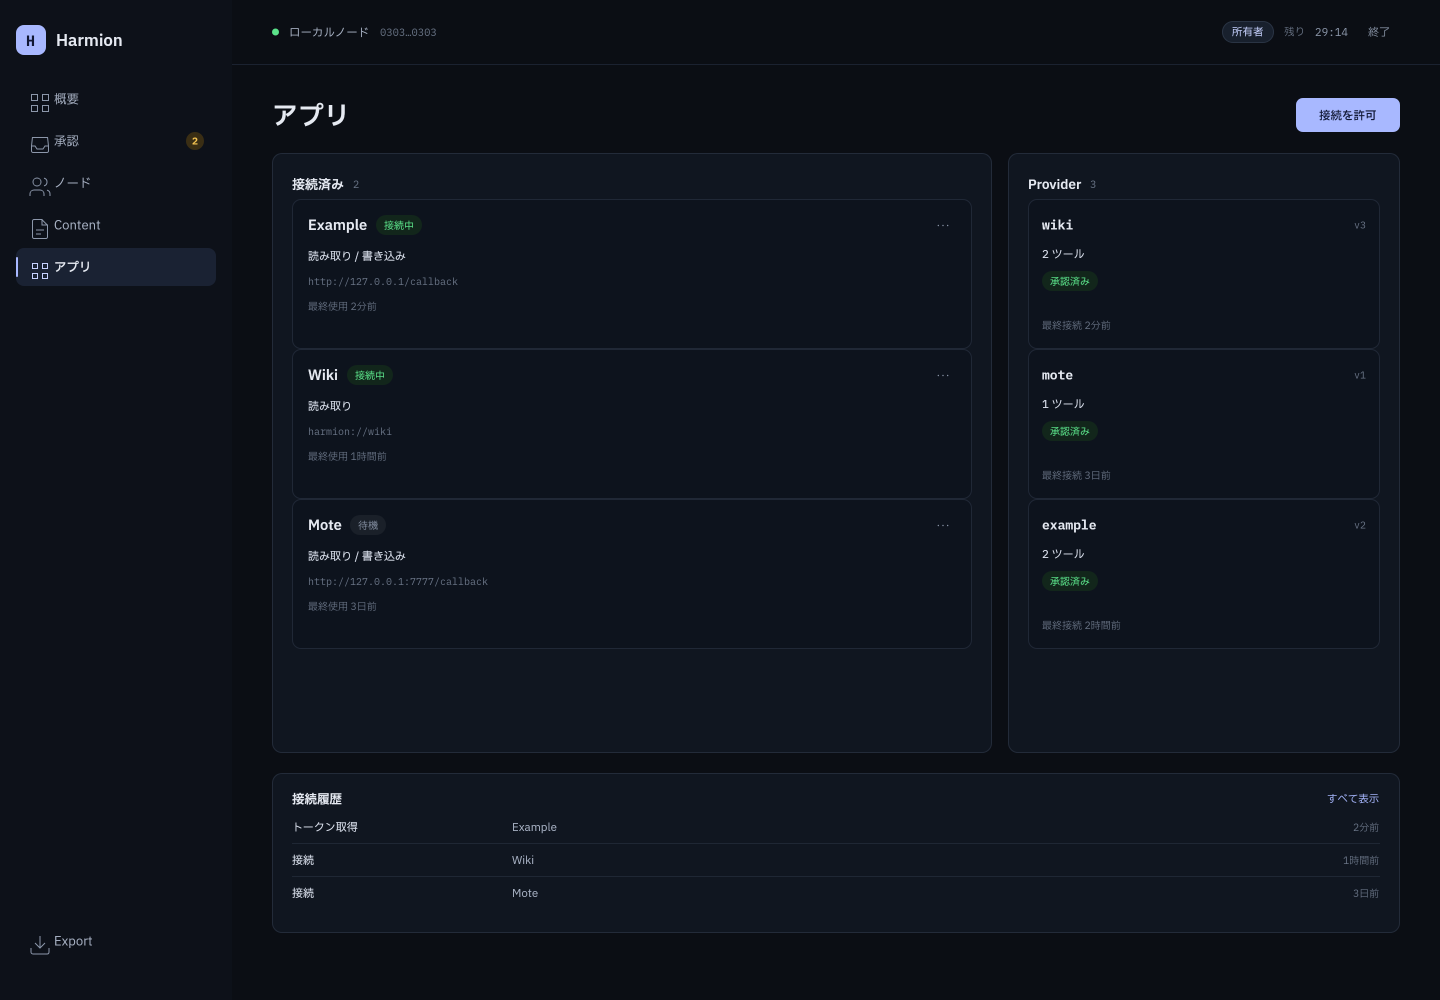 H Harmion
概要
承認 2
ノード
Content
アプリ
Export
ローカルノード 0303…0303
所有者 残り 29:14 終了
アプリ
接続を許可
接続済み 2
Example 接続中 ...
読み取り / 書き込み
http://127.0.0.1/callback
最終使用 2分前
Wiki 接続中 ...
読み取り
harmion://wiki
最終使用 1時間前
Mote 待機 ...
読み取り / 書き込み
http://127.0.0.1:7777/callback
最終使用 3日前
Provider 3
wiki v3
2 ツール
承認済み
最終接続 2分前
mote v1
1 ツール
承認済み
最終接続 3日前
example v2
2 ツール
承認済み
最終接続 2時間前
接続履歴 すべて表示
トークン取得 Example 2分前
接続 Wiki 1時間前
接続 Mote 3日前